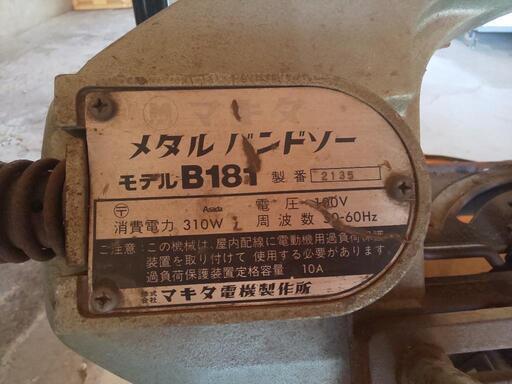 マキタ
メタル バンドソー
モデル B181 製番 2135
〒 Asada 電圧 100V
消費電力 310W 周波数 50-60Hz
ご注意：この機械は、屋内配線に電動機用過負荷保護
装置を取り付けて 使用する必要があります
過負荷保護装置定格容量 10A
株式会社 マキタ電機製作所